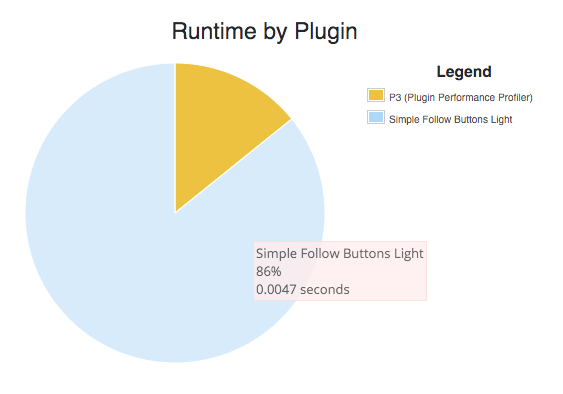 Runtime by Plugin
Legend
P3 (Plugin Performance Profiler)
Simple Follow Buttons Light
Simple Follow Buttons Light
86%
0.0047 seconds